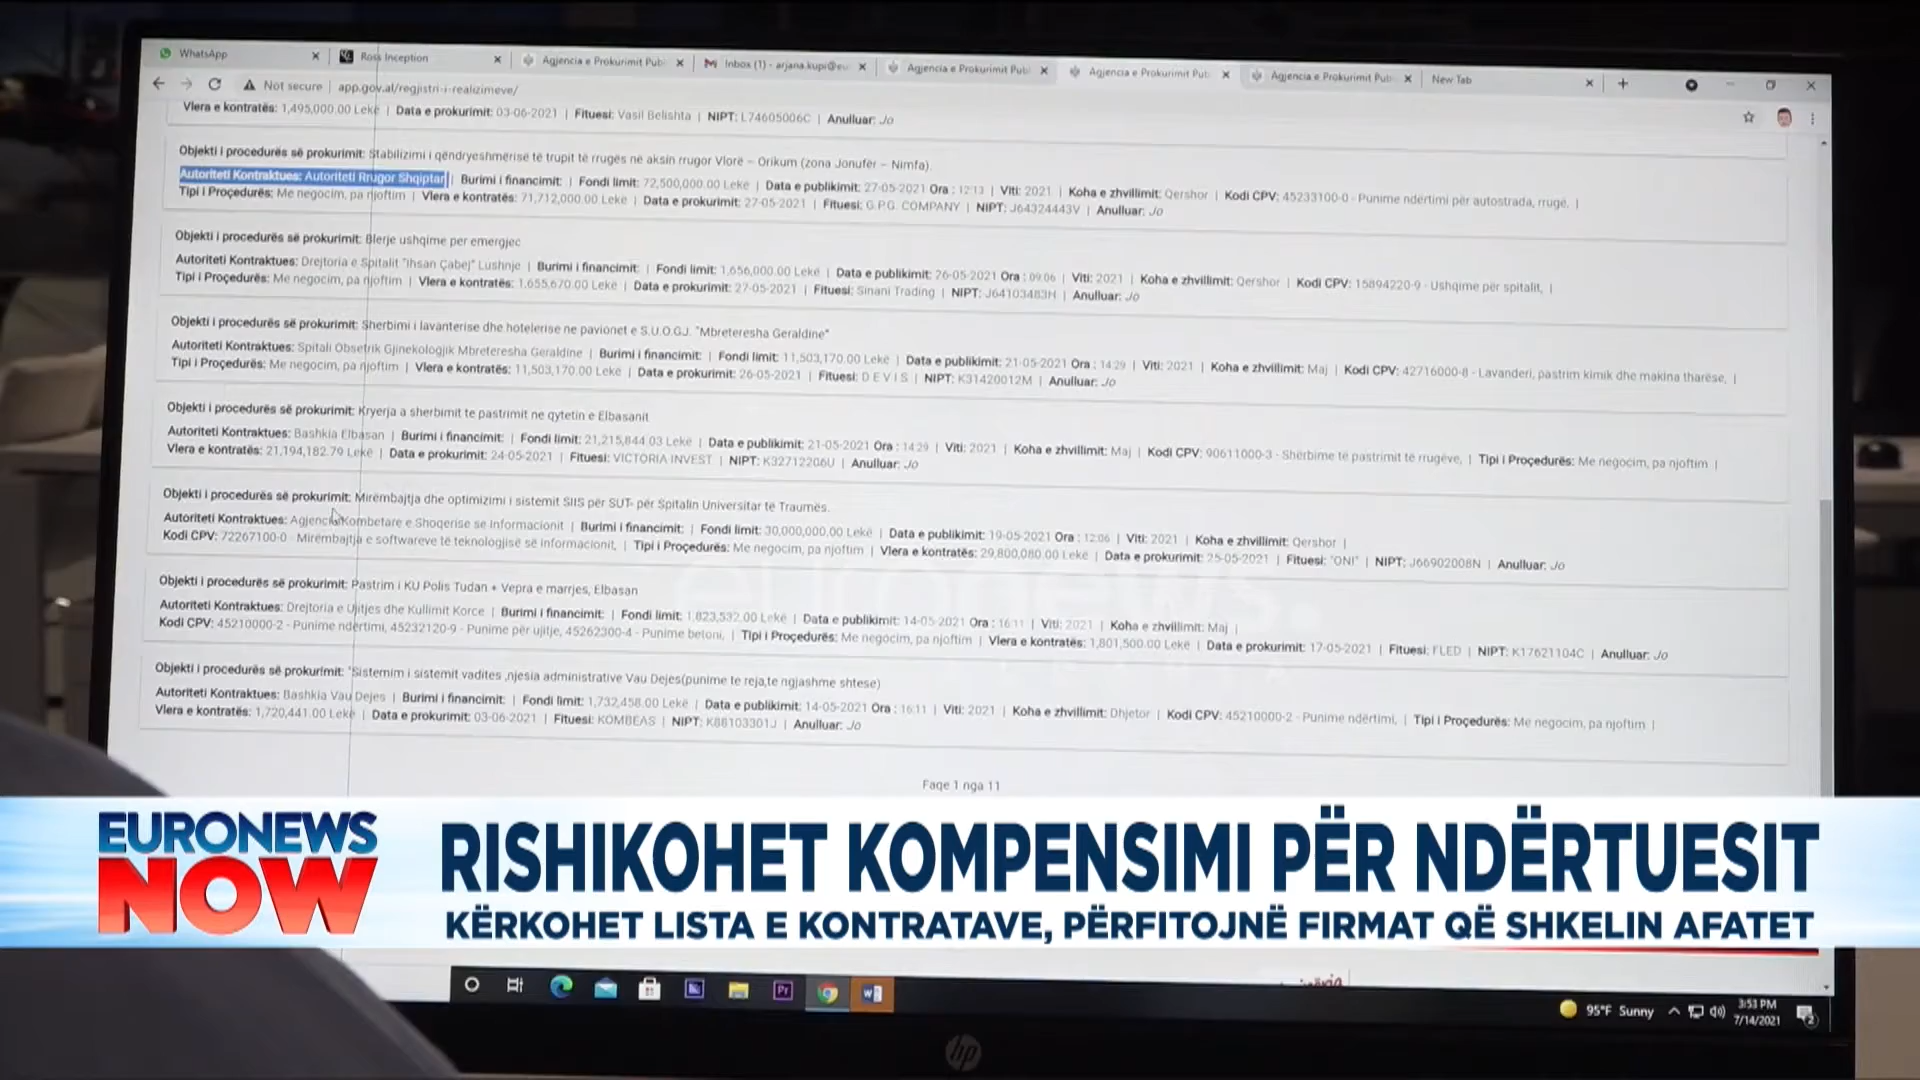 WhatsApp
Ross Inception
Agjencia e Prokurimit Pub
Inbox (1) - arjana.kupi@eu
Agjencia e Prokurimit Pub
Agjencia e Prokurimit Pub
Agjencia e Prokurimit Pub
New Tab
Not secure | app.gov.al/regjistri-i-realizimeve/
Vlera e kontratës: 1,495,000.00 Lekë | Data e prokurimit: 03-06-2021 | Fituesi: Vasil Belishta | NIPT: L74605006C | Anulluar: Jo
Objekti i procedurës së prokurimit: Stabilizimi i qëndryeshmërisë të trupit të rrugës në aksin rrugor Vlorë – Orikum (zona Jonufër – Nimfa).
Autoriteti Kontraktues: Autoriteti Rrugor Shqiptar | Burimi i financimit: | Fondi limit: 72,500,000.00 Lekë | Data e publikimit: 27-05-2021 Ora : 12:13 | Viti: 2021 | Koha e zhvillimit: Qershor | Kodi CPV: 45233100-0 - Punime ndërtimi për autostrada, rrugë, |
Tipi i Proçedurës: Me negocim, pa njoftim | Vlera e kontratës: 71,712,000.00 Lekë | Data e prokurimit: 27-05-2021 | Fituesi: G.P.G. COMPANY | NIPT: J64324443V | Anulluar: Jo
Objekti i procedurës së prokurimit: Blerje ushqime per emergjec
Autoriteti Kontraktues: Drejtoria e Spitalit "Ihsan Çabej" Lushnje | Burimi i financimit: | Fondi limit: 1,656,000.00 Lekë | Data e publikimit: 26-05-2021 Ora : 09:06 | Viti: 2021 | Koha e zhvillimit: Qershor | Kodi CPV: 15894220-9 - Ushqime për spitalit, |
Tipi i Proçedurës: Me negocim, pa njoftim | Vlera e kontratës: 1,655,670.00 Lekë | Data e prokurimit: 27-05-2021 | Fituesi: Sinani Trading | NIPT: J64103483H | Anulluar: Jo
Objekti i procedurës së prokurimit: Sherbimi i lavanterise dhe hotelerise ne pavionet e S.U.O.GJ. "Mbreteresha Geraldine"
Autoriteti Kontraktues: Spitali Obsetrik Gjinekologjik Mbreteresha Geraldine | Burimi i financimit: | Fondi limit: 11,503,170.00 Lekë | Data e publikimit: 21-05-2021 Ora : 14:29 | Viti: 2021 | Koha e zhvillimit: Maj | Kodi CPV: 42716000-8 - Lavanderi, pastrim kimik dhe makina tharëse, |
Tipi i Proçedurës: Me negocim, pa njoftim | Vlera e kontratës: 11,503,170.00 Lekë | Data e prokurimit: 26-05-2021 | Fituesi: D E V I S | NIPT: K31420012M | Anulluar: Jo
Objekti i procedurës së prokurimit: Kryerja a sherbimit te pastrimit ne qytetin e Elbasanit
Autoriteti Kontraktues: Bashkia Elbasan | Burimi i financimit: | Fondi limit: 21,215,844.03 Lekë | Data e publikimit: 21-05-2021 Ora : 14:29 | Viti: 2021 | Koha e zhvillimit: Maj | Kodi CPV: 90611000-3 - Shërbime të pastrimit të rrugëve, | Tipi i Proçedurës: Me negocim, pa njoftim |
Vlera e kontratës: 21,194,182.79 Lekë | Data e prokurimit: 24-05-2021 | Fituesi: VICTORIA INVEST | NIPT: K32712206U | Anulluar: Jo
Objekti i procedurës së prokurimit: Mirëmbajtja dhe optimizimi i sistemit SIIS për SUT- për Spitalin Universitar të Traumës.
Autoriteti Kontraktues: Agjencia Kombetare e Shoqerise se Informacionit | Burimi i financimit: | Fondi limit: 30,000,000.00 Lekë | Data e publikimit: 19-05-2021 Ora : 12:06 | Viti: 2021 | Koha e zhvillimit: Qershor |
Kodi CPV: 72267100-0 - Mirëmbajtja e softwareve të teknologjisë së informacionit, | Tipi i Proçedurës: Me negocim, pa njoftim | Vlera e kontratës: 29,800,080.00 Lekë | Data e prokurimit: 25-05-2021 | Fituesi: "ONI" | NIPT: J66902008N | Anulluar: Jo
Objekti i procedurës së prokurimit: Pastrim i KU Polis Tudan + Vepra e marrjes, Elbasan
Autoriteti Kontraktues: Drejtoria e Ujitjes dhe Kullimit Korce | Burimi i financimit: | Fondi limit: 1,823,532.00 Lekë | Data e publikimit: 14-05-2021 Ora : 16:11 | Viti: 2021 | Koha e zhvillimit: Maj |
Kodi CPV: 45210000-2 - Punime ndërtimi, 45232120-9 - Punime për ujitje, 45262300-4 - Punime betoni, | Tipi i Proçedurës: Me negocim, pa njoftim | Vlera e kontratës: 1,801,500.00 Lekë | Data e prokurimit: 17-05-2021 | Fituesi: FLED | NIPT: K17621104C | Anulluar: Jo
Objekti i procedurës së prokurimit: "Sistemim i sistemit vadites ,njesia administrative Vau Dejes(punime te reja,te ngjashme shtese)
Autoriteti Kontraktues: Bashkia Vau Dejes | Burimi i financimit: | Fondi limit: 1,732,458.00 Lekë | Data e publikimit: 14-05-2021 Ora : 16:11 | Viti: 2021 | Koha e zhvillimit: Dhjetor | Kodi CPV: 45210000-2 - Punime ndërtimi, | Tipi i Proçedurës: Me negocim, pa njoftim |
Vlera e kontratës: 1,720,441.00 Lekë | Data e prokurimit: 03-06-2021 | Fituesi: KOMBEAS | NIPT: K88103301J | Anulluar: Jo
euronews.
Faqe 1 nga 11
EURONEWS
NOW
RISHIKOHET KOMPENSIMI PËR NDËRTUESIT
KËRKOHET LISTA E KONTRATAVE, PËRFITOJNË FIRMAT QË SHKELIN AFATET
Pr
W
95°F Sunny
3:53 PM
7/14/2021
2
hp